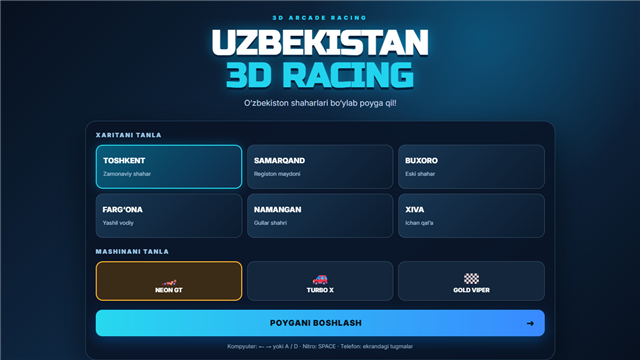 3D ARCADE RACING
UZBEKISTAN
3D RACING
O‘zbekiston shaharlari bo‘ylab poyga qil!
XARITANI TANLA
TOSHKENT
Zamonaviy shahar
SAMARQAND
Registon maydoni
BUXORO
Eski shahar
FARG‘ONA
Yashil vodiy
NAMANGAN
Gullar shahri
XIVA
Ichan qal’a
MASHINANI TANLA
NEON GT
TURBO X
GOLD VIPER
POYGANI BOSHLASH →
Kompyuter: ← → yoki A / D · Nitro: SPACE · Telefon: ekrandagi tugmalar